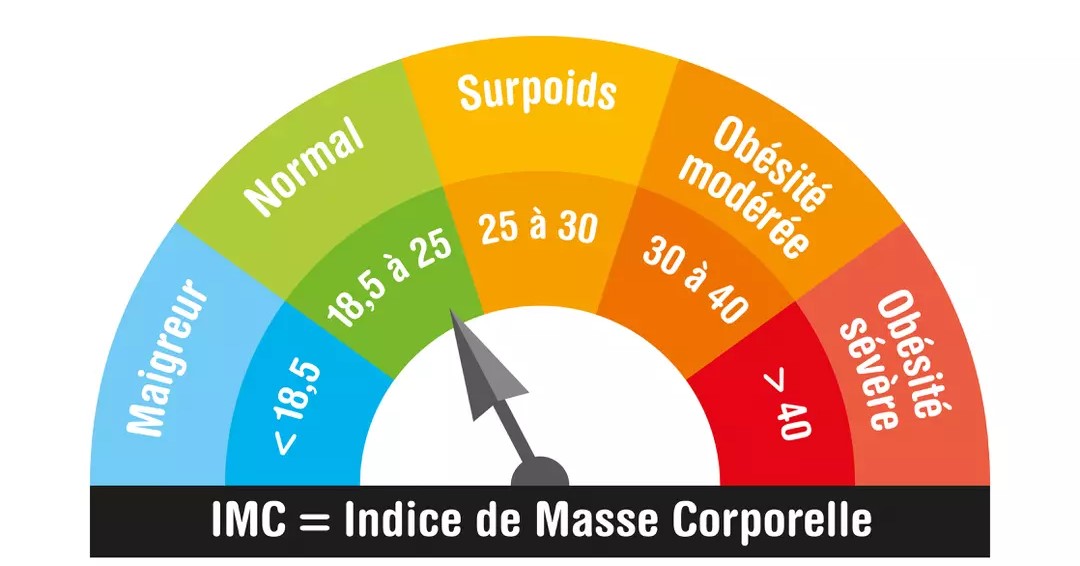 Maigreur
< 18,5
Normal
18,5 à 25
Surpoids
25 à 30
Obésité
modérée
30 à 40
Obésité
sévère
> 40
IMC = Indice de Masse Corporelle